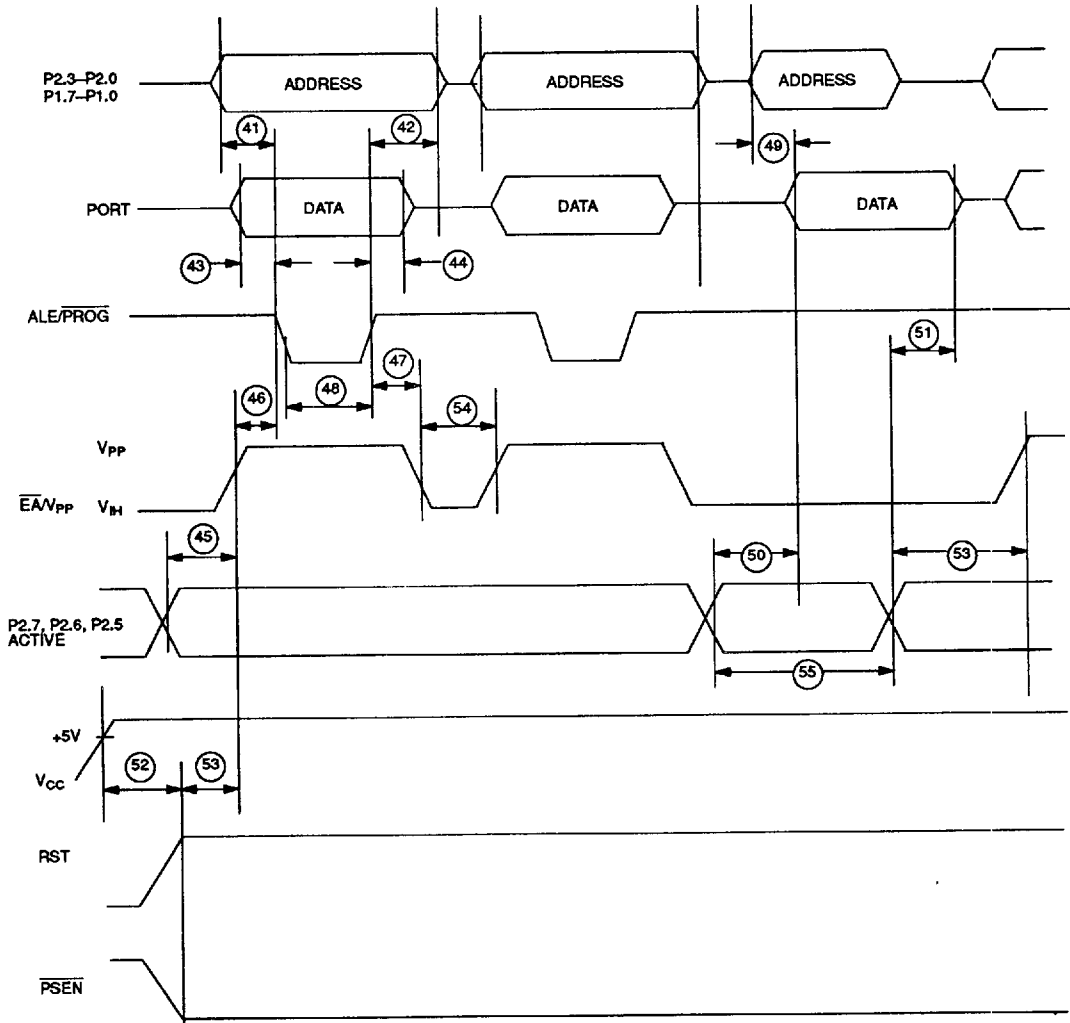 P2.3–P2.0
P1.7–P1.0
ADDRESS
ADDRESS
ADDRESS
41
42
49
PORT
DATA
DATA
DATA
43
44
ALE/PROG
51
47
46
48
54
VPP
EA/VPP
VIH
45
50
53
P2.7, P2.6, P2.5
ACTIVE
55
+5V
52
53
VCC
RST
PSEN